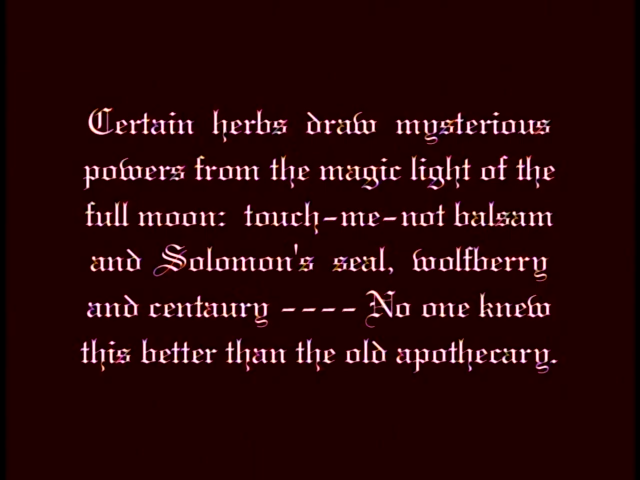 Certain herbs draw mysterious
powers from the magic light of the
full moon: touch-me-not balsam
and Solomon's seal, wolfberry
and centaury ---- No one knew
this better than the old apothecary.